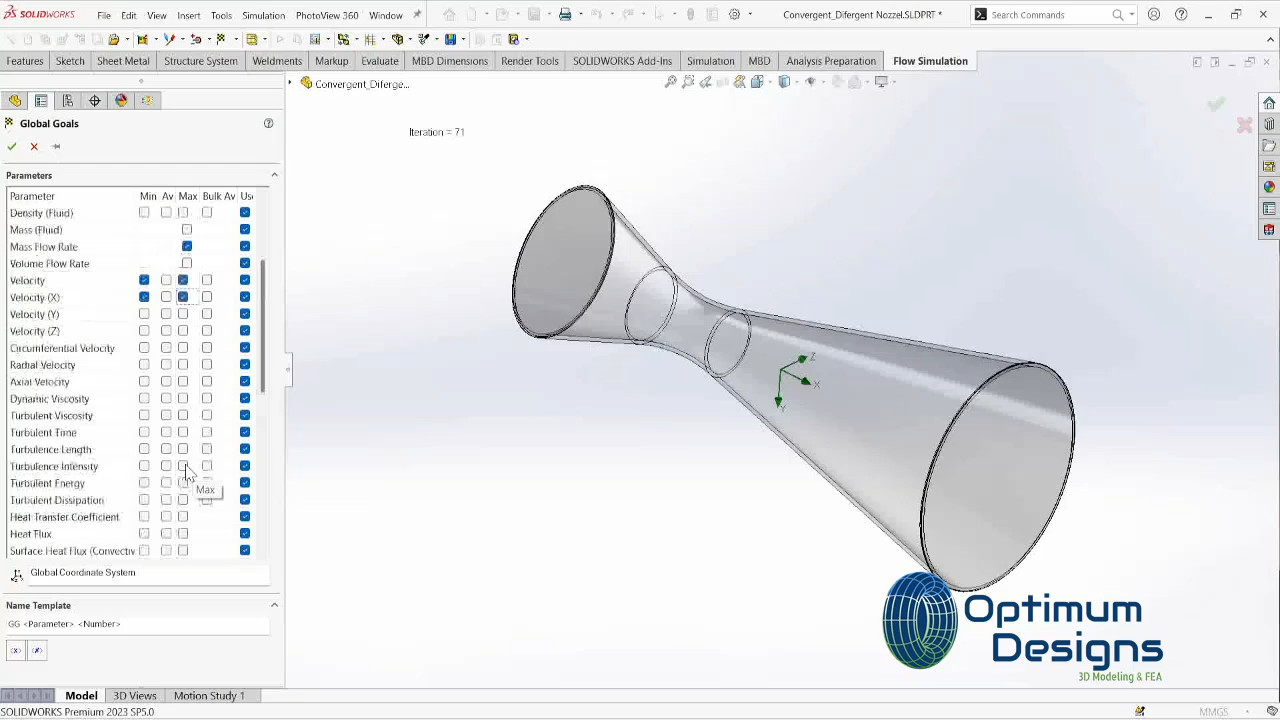 SOLIDWORKS
File Edit View Insert Tools Simulation PhotoView 360 Window
Convergent_Difergent Nozzel.SLDPRT *
Search Commands
Features Sketch Sheet Metal Structure System Weldments Markup Evaluate MBD Dimensions Render Tools SOLIDWORKS Add-Ins Simulation MBD Analysis Preparation Flow Simulation
Convergent_Diferge...
Global Goals
Iteration = 71
Parameters
Parameter Min Av Max Bulk Av Use
Density (Fluid)
Mass (Fluid)
Mass Flow Rate
Volume Flow Rate
Velocity
Velocity (X)
Velocity (Y)
Velocity (Z)
Circumferential Velocity
Radial Velocity
Axial Velocity
Dynamic Viscosity
Turbulent Viscosity
Turbulent Time
Turbulence Length
Turbulence Intensity
Turbulent Energy
Max
Turbulent Dissipation
Heat Transfer Coefficient
Heat Flux
Surface Heat Flux (Convectiv
Global Coordinate System
Name Template
GG <Parameter> <Number>
Z
X
Y
Optimum
Designs
3D Modeling & FEA
Model 3D Views Motion Study 1
SOLIDWORKS Premium 2023 SP5.0
MMGS